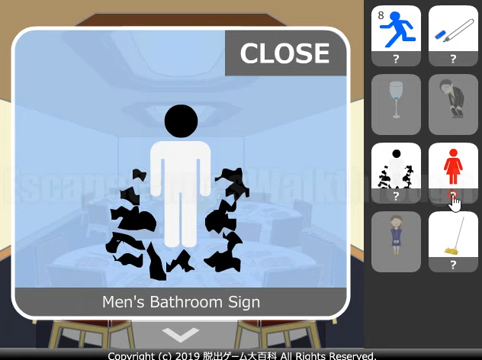 CLOSE
8
?
?
?
?
?
Men's Bathroom Sign
Copyright (c) 2019 脱出ゲーム大百科 All Rights Reserved.